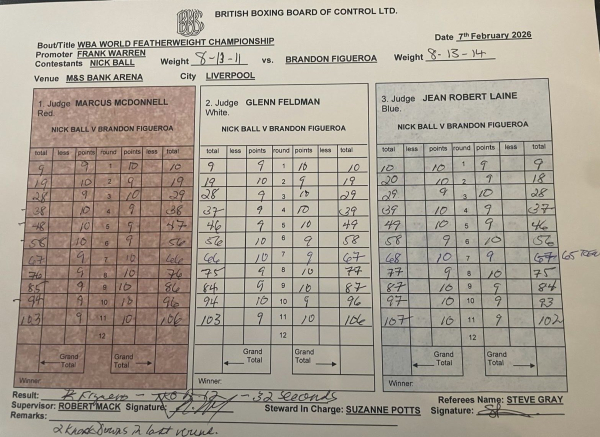 BRITISH BOXING BOARD OF CONTROL LTD.
Bout/Title WBA WORLD FEATHERWEIGHT CHAMPIONSHIP Date 7th February 2026
Promoter FRANK WARREN
Contestants NICK BALL Weight 8-13-11 vs. BRANDON FIGUEROA Weight 8-13-14
Venue M&S BANK ARENA City LIVERPOOL
1. Judge MARCUS MCDONNELL 2. Judge GLENN FELDMAN 3. Judge JEAN ROBERT LAINE
Red. White. Blue.
NICK BALL V BRANDON FIGUEROA NICK BALL V BRANDON FIGUEROA NICK BALL V BRANDON FIGUEROA
total less points round points less total total less points round points less total total less points round points less total
9 9 1 10 10 9 9 1 10 10 10 10 1 9 9
19 10 2 9 19 19 10 2 9 19 20 10 2 9 18
28 9 3 10 29 28 9 3 10 29 29 9 3 10 28
38 10 4 9 38 37 9 4 10 39 39 10 4 9 37
48 10 5 9 47 46 9 5 10 49 49 10 5 9 46
58 10 6 9 56 56 10 6 9 58 58 9 6 10 56
67 9 7 10 66 66 10 7 9 67 68 10 7 9 65
76 9 8 10 76 75 9 8 10 77 77 9 8 10 75
85 9 9 10 86 84 9 9 10 87 87 10 9 9 84
94 9 10 10 96 94 10 10 9 96 97 10 10 9 93
103 9 11 10 106 103 9 11 10 106 107 10 11 9 102
12 12 12
Grand Total Grand Total Grand Total Grand Total Grand Total Grand Total
Winner: Winner: Winner:
Result: B Figueroa - KO R-12 - 32 seconds Referees Name: STEVE GRAY
Supervisor: ROBERT MACK Signature: Steward In Charge: SUZANNE POTTS Signature:
Remarks: 2 Knockdowns in last round.